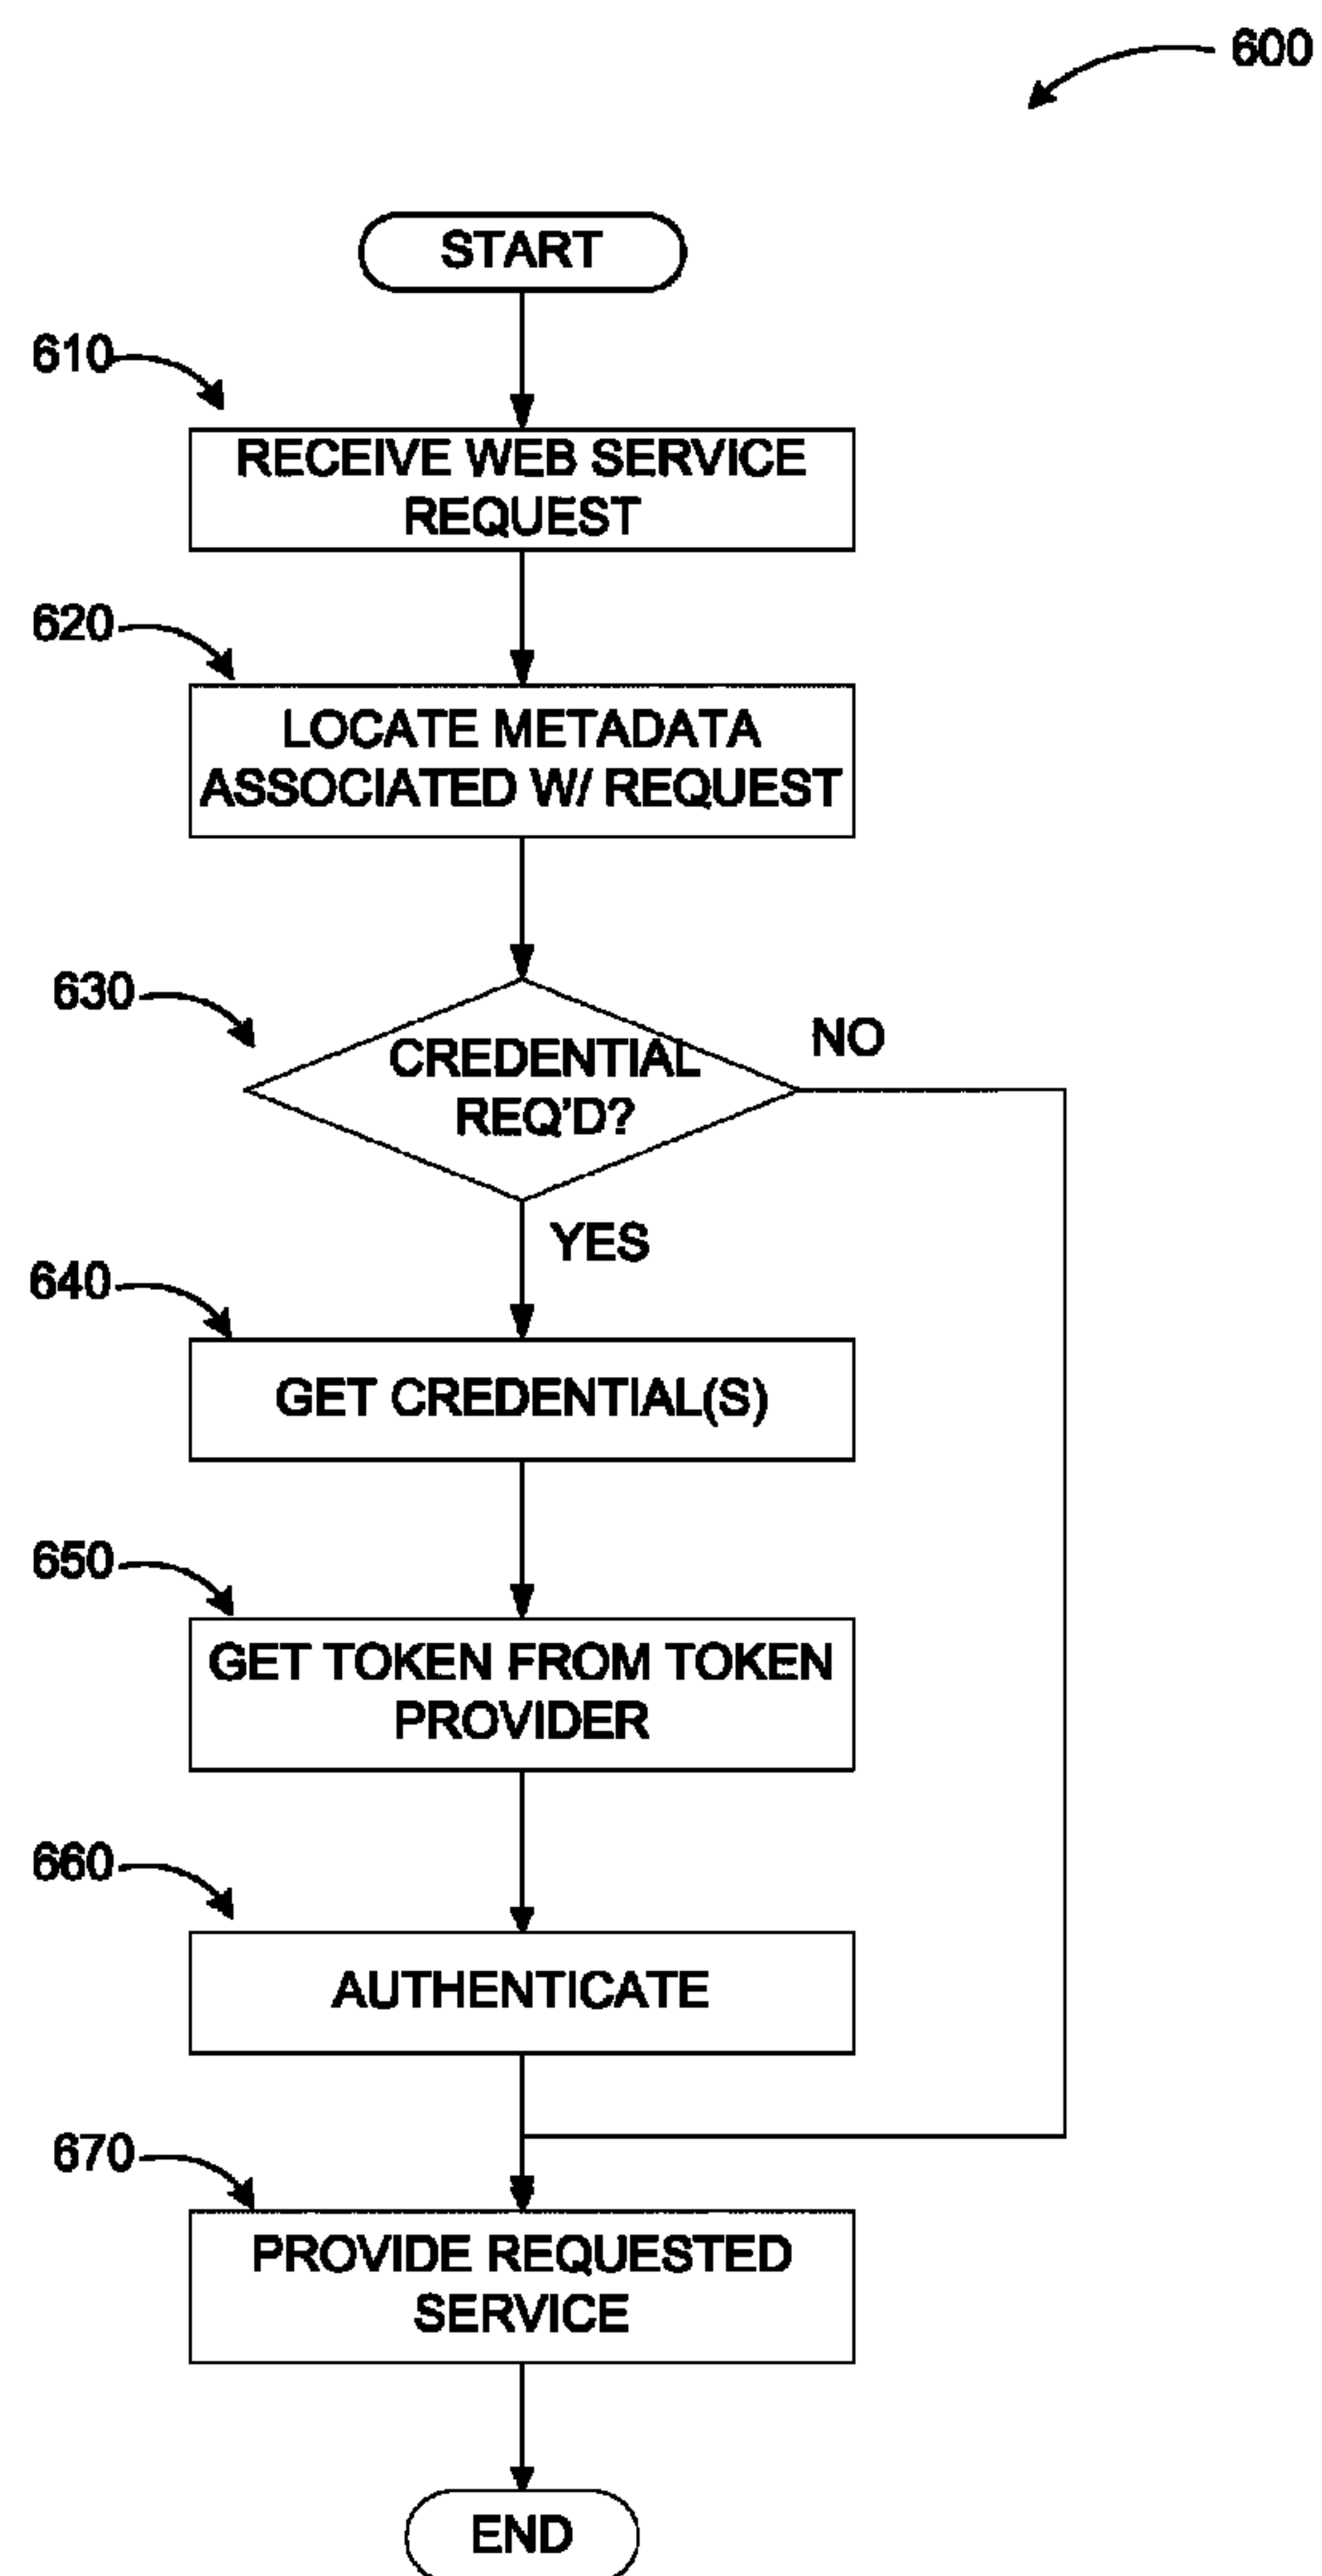 600
START
610
RECEIVE WEB SERVICE
REQUEST
620
LOCATE METADATA
ASSOCIATED W/ REQUEST
630
CREDENTIAL
REQ'D?
NO
YES
640
GET CREDENTIAL(S)
650
GET TOKEN FROM TOKEN
PROVIDER
660
AUTHENTICATE
670
PROVIDE REQUESTED
SERVICE
END